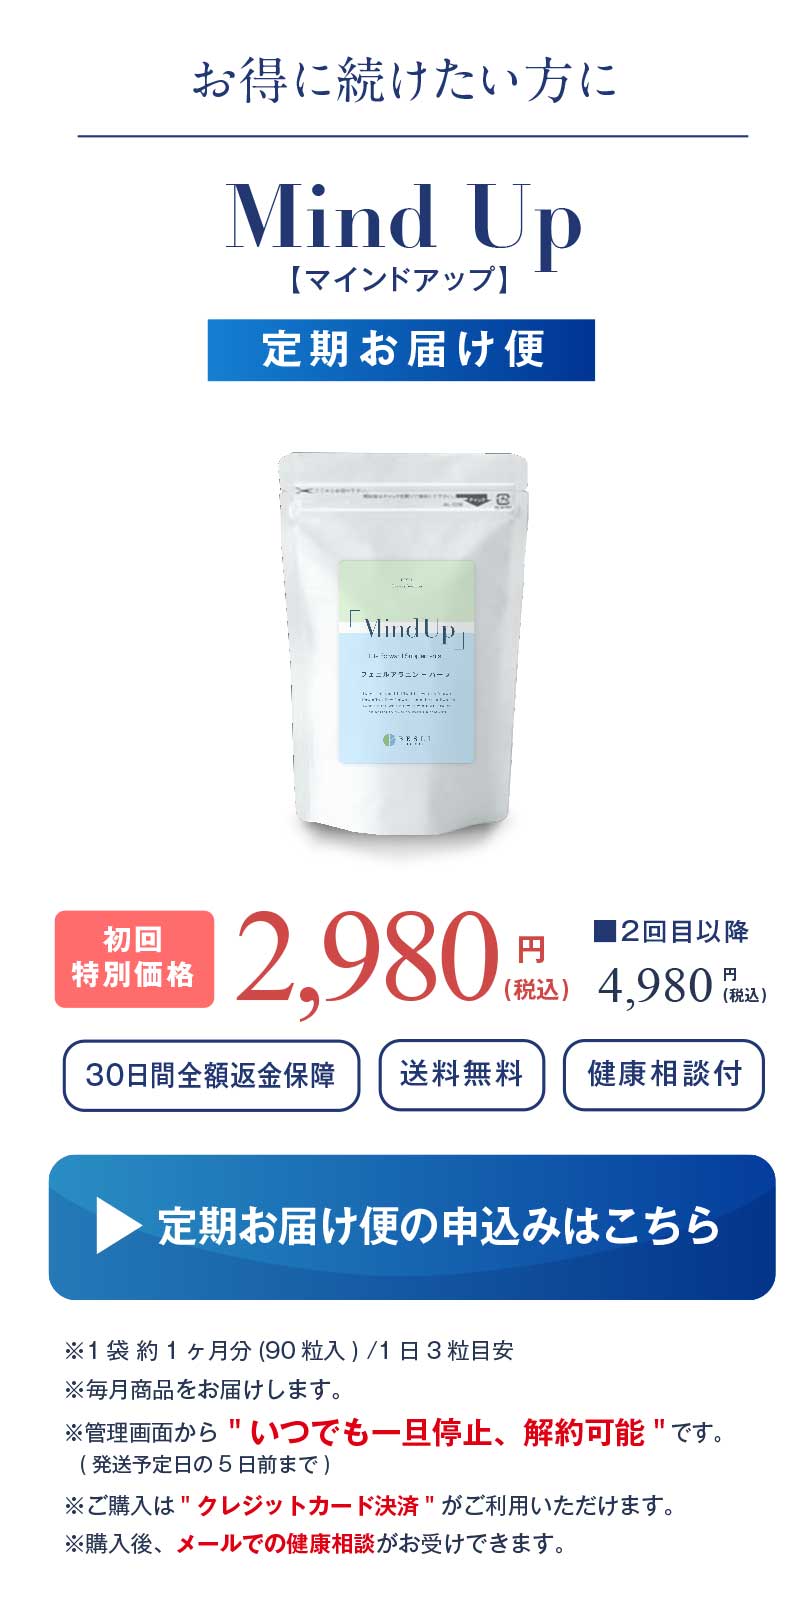 お得に続けたい方に
Mind Up
【マインドアップ】
定期お届け便
「Mind Up」
フェニルアラニン
初回
特別価格
2,980円
(税込)
■2回目以降
4,980円
(税込)
30日間全額返金保障
送料無料
健康相談付
▶定期お届け便の申込みはこちら
※1袋 約1ヶ月分(90粒入) /1日3粒目安
※毎月商品をお届けします。
※管理画面から "いつでも一旦停止、解約可能" です。
(発送予定日の5日前まで)
※ご購入は "クレジットカード決済" がご利用いただけます。
※購入後、メールでの健康相談がお受けできます。